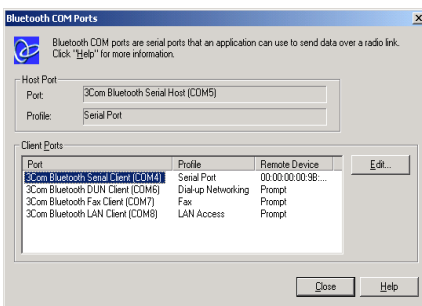 Bluetooth COM Ports
Bluetooth COM ports are serial ports that an application can use to send data over a radio link.
Click "Help" for more information.
Host Port
Port: 3Com Bluetooth Serial Host (COM5)
Profile: Serial Port
Client Ports
Port Profile Remote Device
3Com Bluetooth Serial Client (COM4) Serial Port 00:00:00:00:9B:...
3Com Bluetooth DUN Client (COM6) Dial-up Networking Prompt
3Com Bluetooth Fax Client (COM7) Fax Prompt
3Com Bluetooth LAN Client (COM8) LAN Access Prompt
Edit...
Close Help